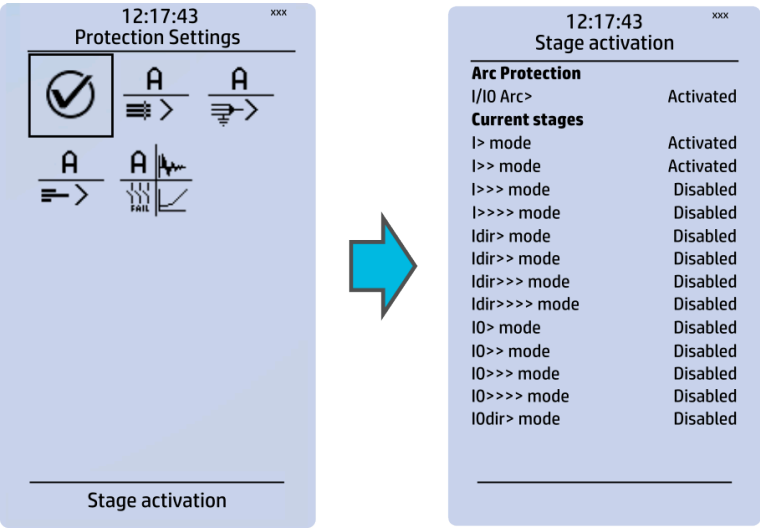 12:17:43 xxx
Protection Settings
A A A
A A
FAIL
Stage activation
12:17:43 xxx
Stage activation
Arc Protection
I/I0 Arc> Activated
Current stages
I> mode Activated
I>> mode Activated
I>>> mode Disabled
I>>>> mode Disabled
Idir> mode Disabled
Idir>> mode Disabled
Idir>>> mode Disabled
Idir>>>> mode Disabled
I0> mode Disabled
I0>> mode Disabled
I0>>> mode Disabled
I0>>>> mode Disabled
I0dir> mode Disabled